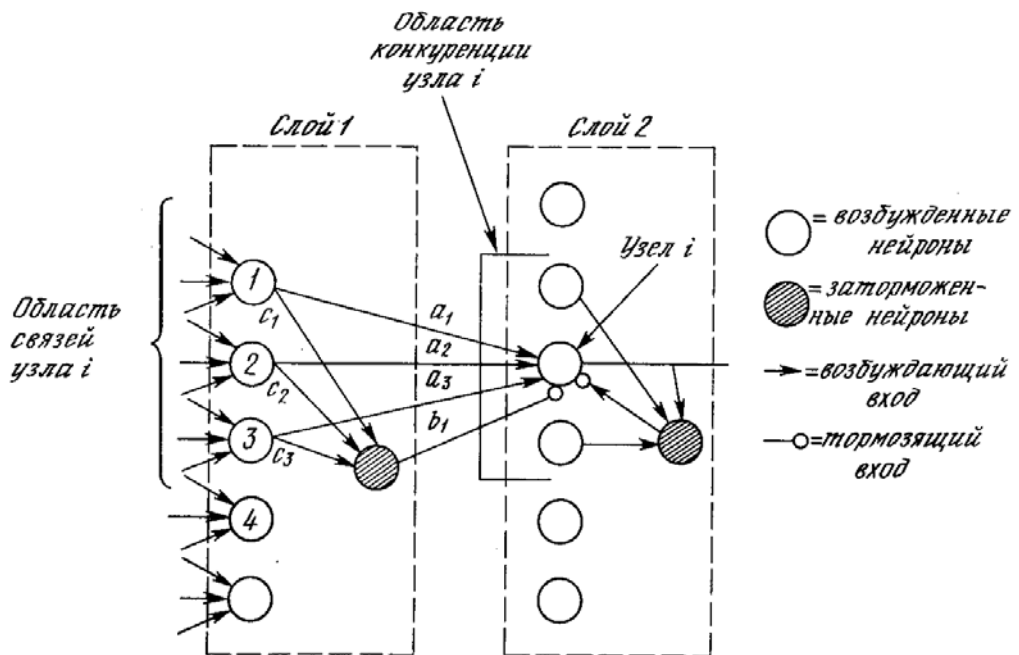 Область
конкуренции
узла i
Слой 1
Слой 2
Область
связей
узла i
1
2
3
4
c₁
c₂
c₃
a₁
a₂
a₃
b₁
Узел i
= возбужденные
нейроны
= заторможен-
ные нейроны
= возбуждающий
вход
= тормозящий
вход